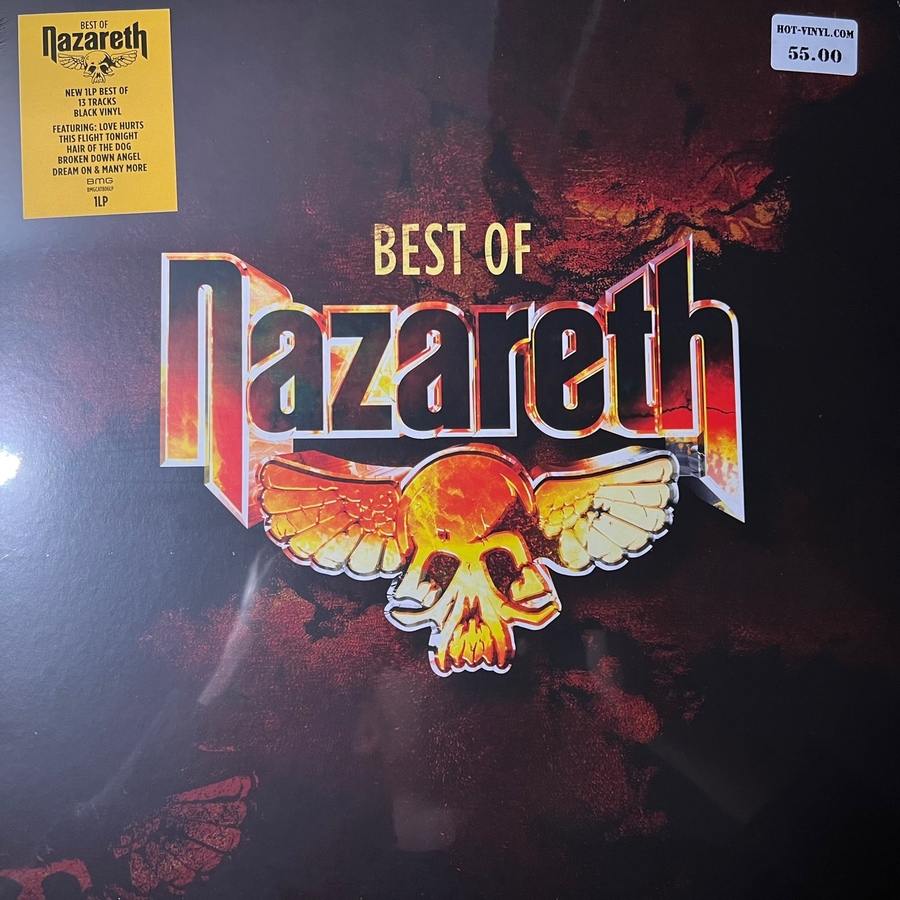 BEST OF
Nazareth
NEW 1LP BEST OF
13 TRACKS
BLACK VINYL
FEATURING: LOVE HURTS
THIS FLIGHT TONIGHT
HAIR OF THE DOG
BROKEN DOWN ANGEL
DREAM ON & MANY MORE
BMG
BMGCAT806LP
1LP
HOT-VINYL.COM
55.00
BEST OF
Nazareth